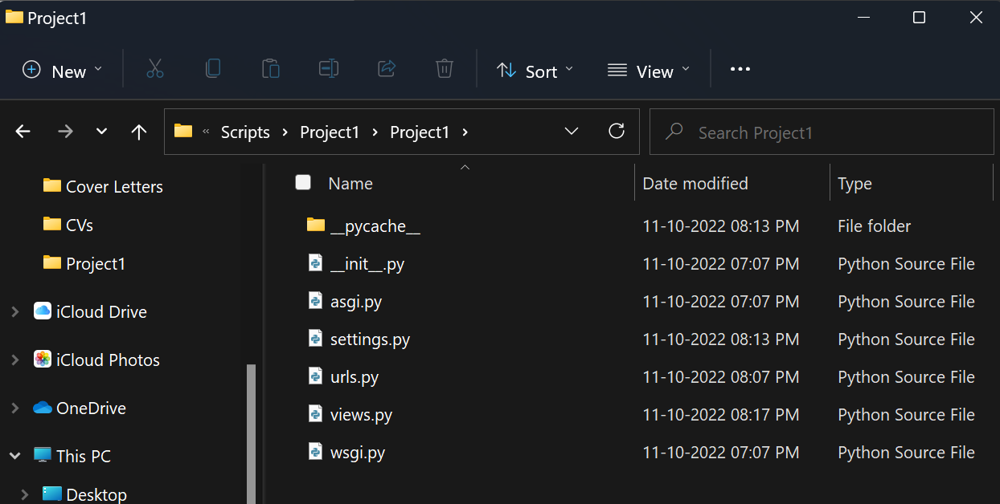 Project1
New Sort View
« Scripts > Project1 > Project1 > Search Project1
Name Date modified Type
Cover Letters
CVs
Project1
iCloud Drive
iCloud Photos
OneDrive
This PC
Desktop
__pycache__ 11-10-2022 08:13 PM File folder
__init__.py 11-10-2022 07:07 PM Python Source File
asgi.py 11-10-2022 07:07 PM Python Source File
settings.py 11-10-2022 08:13 PM Python Source File
urls.py 11-10-2022 08:07 PM Python Source File
views.py 11-10-2022 08:17 PM Python Source File
wsgi.py 11-10-2022 07:07 PM Python Source File